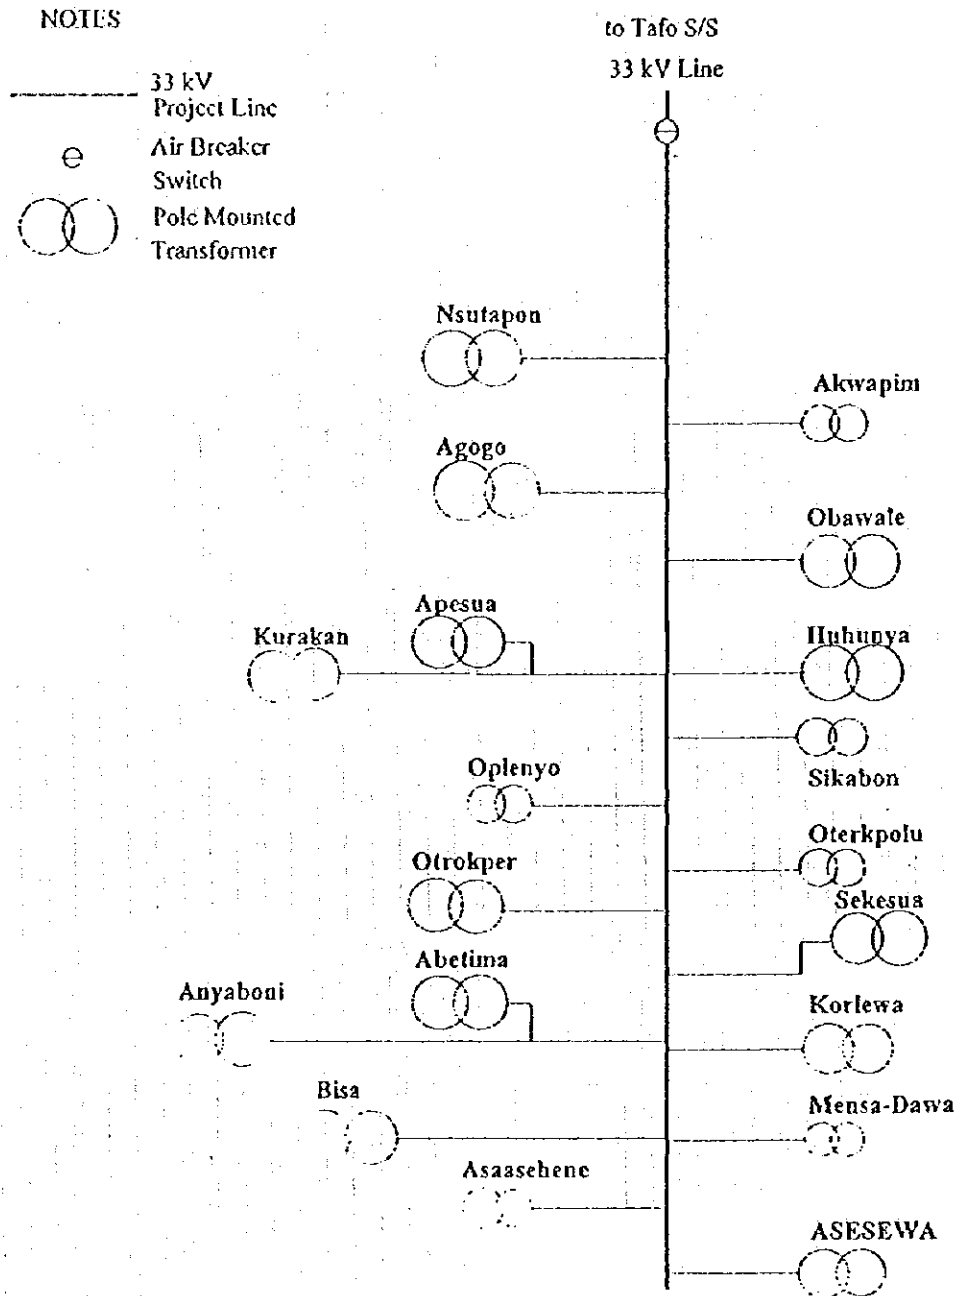 NOTES
to Tafo S/S
33 kV Line
33 kV
Project Line
Air Breaker
Switch
Pole Mounted
Transformer
Nsutapon
Akwapim
Agogo
Obawale
Apesua
Kurakan
Huhunya
Oplenyo
Sikabon
Otrokper
Oterkpolu
Sekesua
Abetima
Anyaboni
Korlewa
Bisa
Mensa-Dawa
Asaasehene
ASESEWA